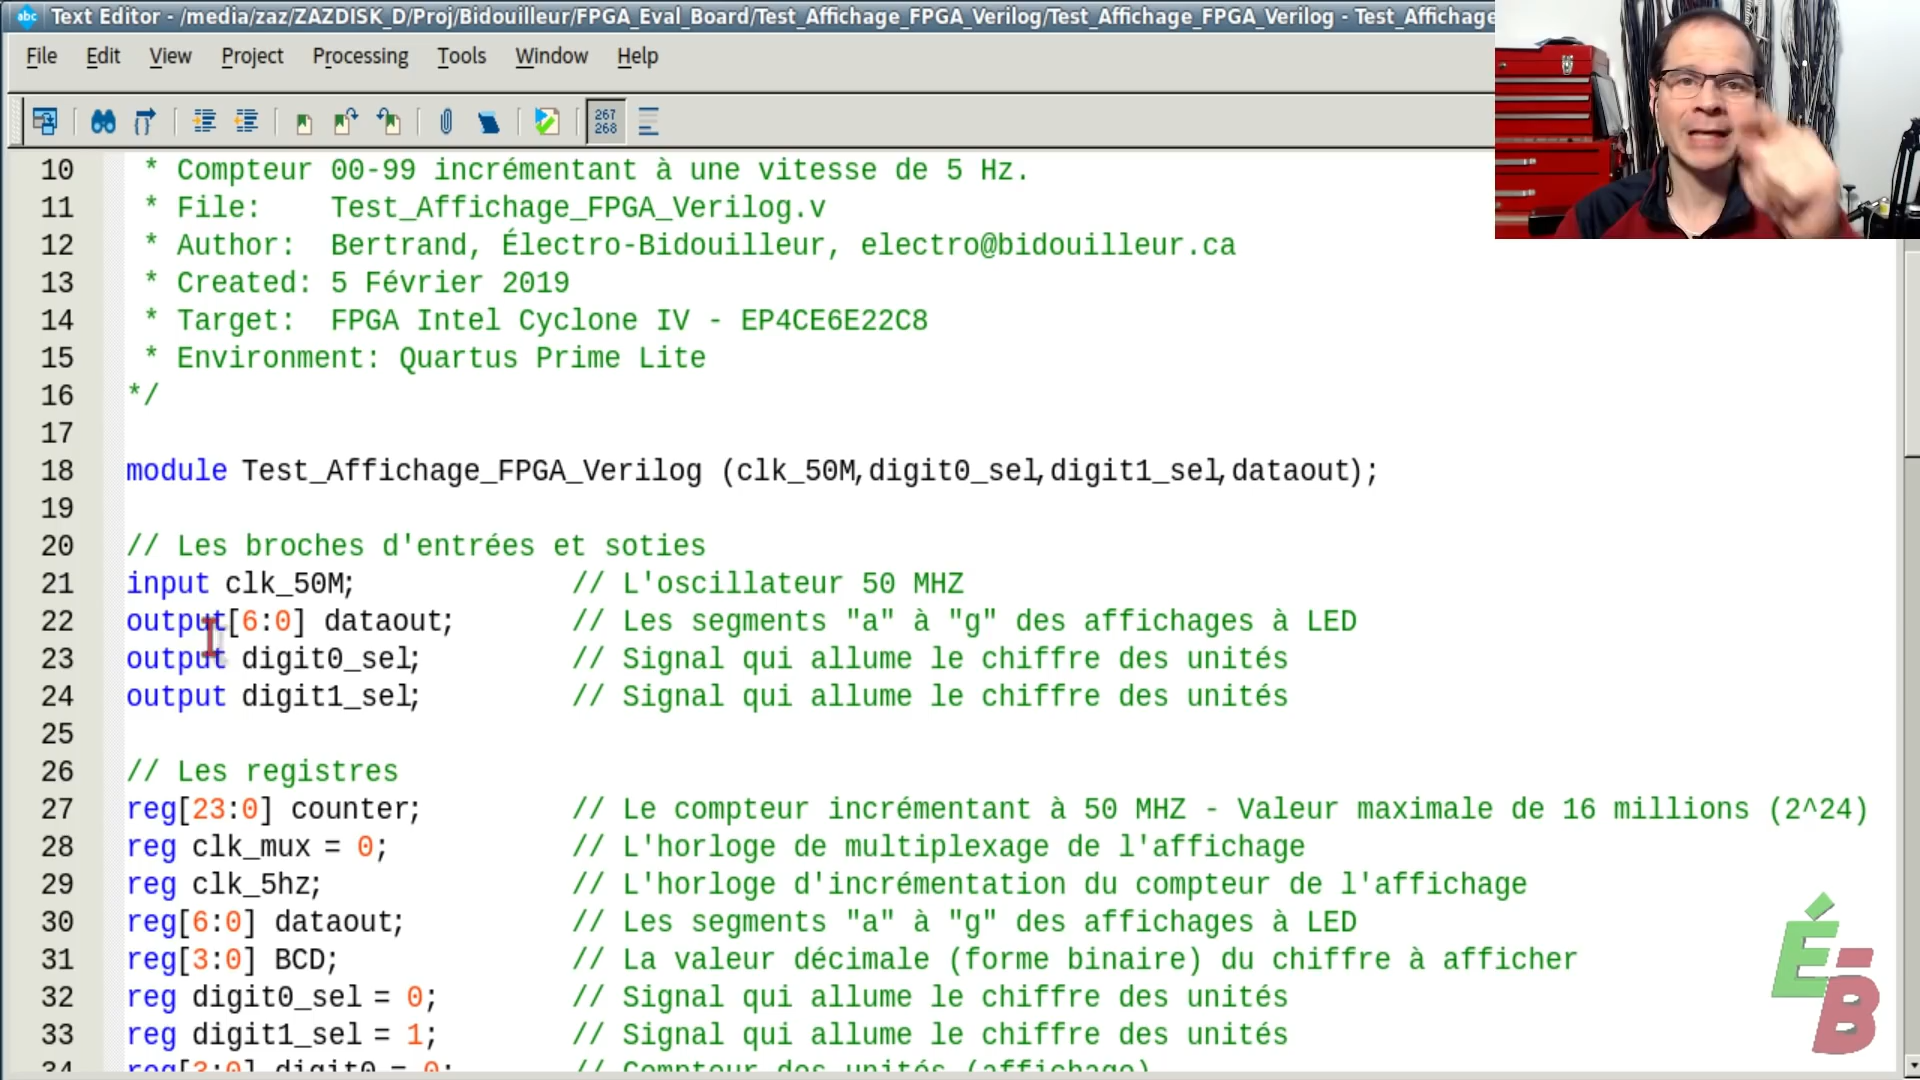 Text Editor - /media/zaz/ZAZDISK_D/Proj/Bidouilleur/FPGA_Eval_Board/Test_Affichage_FPGA_Verilog/Test_Affichage_FPGA_Verilog - Test_Affichage
File Edit View Project Processing Tools Window Help
267
268
10 * Compteur 00-99 incrémentant à une vitesse de 5 Hz.
11 * File: Test_Affichage_FPGA_Verilog.v
12 * Author: Bertrand, Électro-Bidouilleur, electro@bidouilleur.ca
13 * Created: 5 Février 2019
14 * Target: FPGA Intel Cyclone IV - EP4CE6E22C8
15 * Environment: Quartus Prime Lite
16 */
17
18 module Test_Affichage_FPGA_Verilog (clk_50M,digit0_sel,digit1_sel,dataout);
19
20 // Les broches d'entrées et soties
21 input clk_50M; // L'oscillateur 50 MHZ
22 output[6:0] dataout; // Les segments "a" à "g" des affichages à LED
23 output digit0_sel; // Signal qui allume le chiffre des unités
24 output digit1_sel; // Signal qui allume le chiffre des unités
25
26 // Les registres
27 reg[23:0] counter; // Le compteur incrémentant à 50 MHZ - Valeur maximale de 16 millions (2^24)
28 reg clk_mux = 0; // L'horloge de multiplexage de l'affichage
29 reg clk_5hz; // L'horloge d'incrémentation du compteur de l'affichage
30 reg[6:0] dataout; // Les segments "a" à "g" des affichages à LED
31 reg[3:0] BCD; // La valeur décimale (forme binaire) du chiffre à afficher
32 reg digit0_sel = 0; // Signal qui allume le chiffre des unités
33 reg digit1_sel = 1; // Signal qui allume le chiffre des unités
34 reg[3:0] digit0 = 0; // Compteur des unités (affichage)
É-B